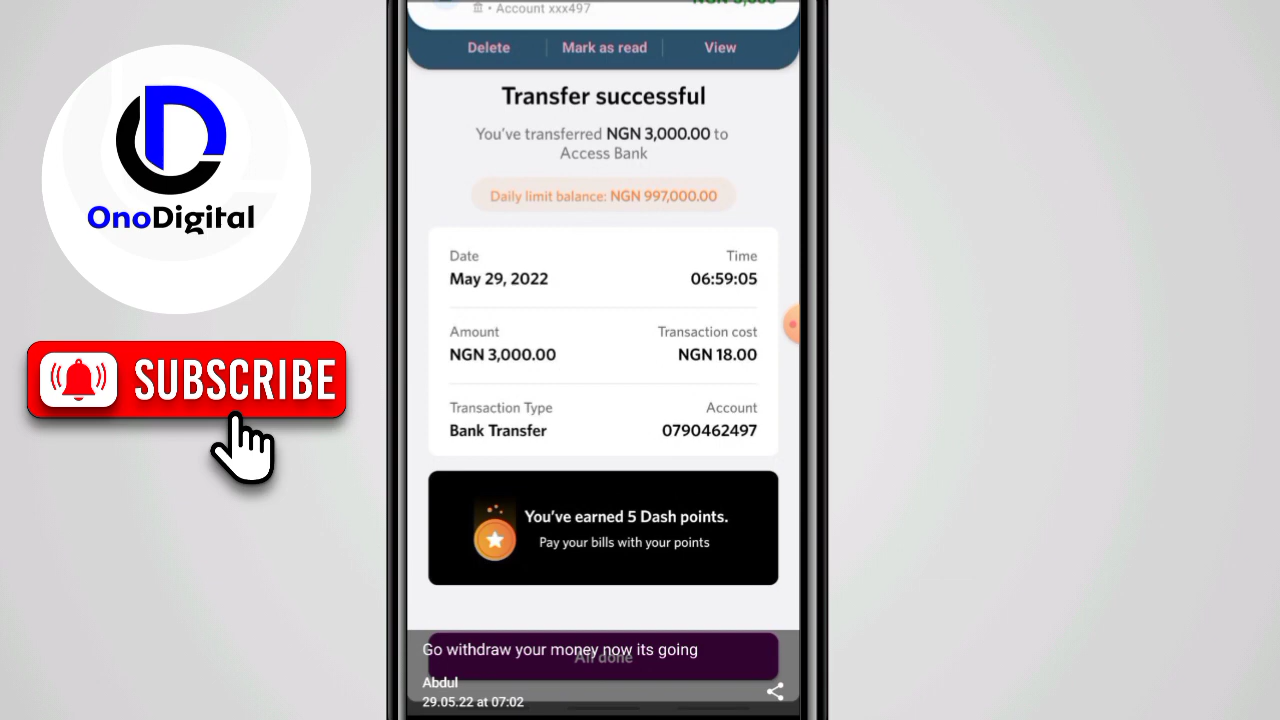 Account xxx497
NGN 3,000
Delete
Mark as read
View
Transfer successful
You've transferred NGN 3,000.00 to
Access Bank
Daily limit balance: NGN 997,000.00
Date
Time
May 29, 2022
06:59:05
Amount
Transaction cost
NGN 3,000.00
NGN 18.00
Transaction Type
Account
Bank Transfer
0790462497
You've earned 5 Dash points.
Pay your bills with your points
All done
Go withdraw your money now its going
Abdul
29.05.22 at 07:02
OnoDigital
SUBSCRIBE